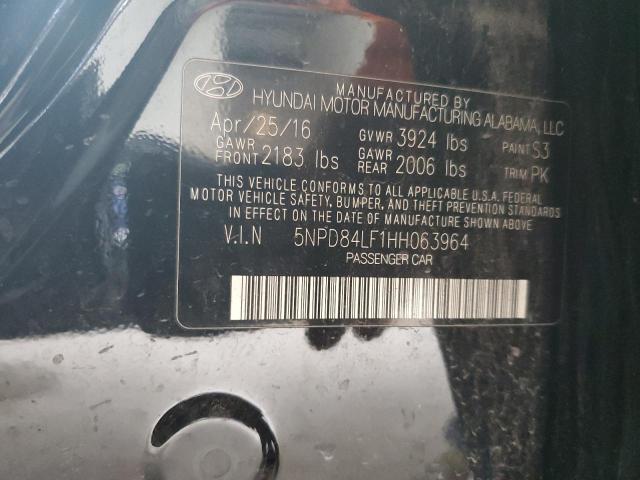 MANUFACTURED BY
HYUNDAI MOTOR MANUFACTURING ALABAMA, LLC
Apr/25/16 GVWR 3924 lbs PAINT S3
GAWR FRONT 2183 lbs GAWR REAR 2006 lbs TRIM PK
THIS VEHICLE CONFORMS TO ALL APPLICABLE U.S.A. FEDERAL
MOTOR VEHICLE SAFETY, BUMPER, AND THEFT PREVENTION STANDARDS
IN EFFECT ON THE DATE OF MANUFACTURE SHOWN ABOVE.
V.I.N 5NPD84LF1HH063964
PASSENGER CAR